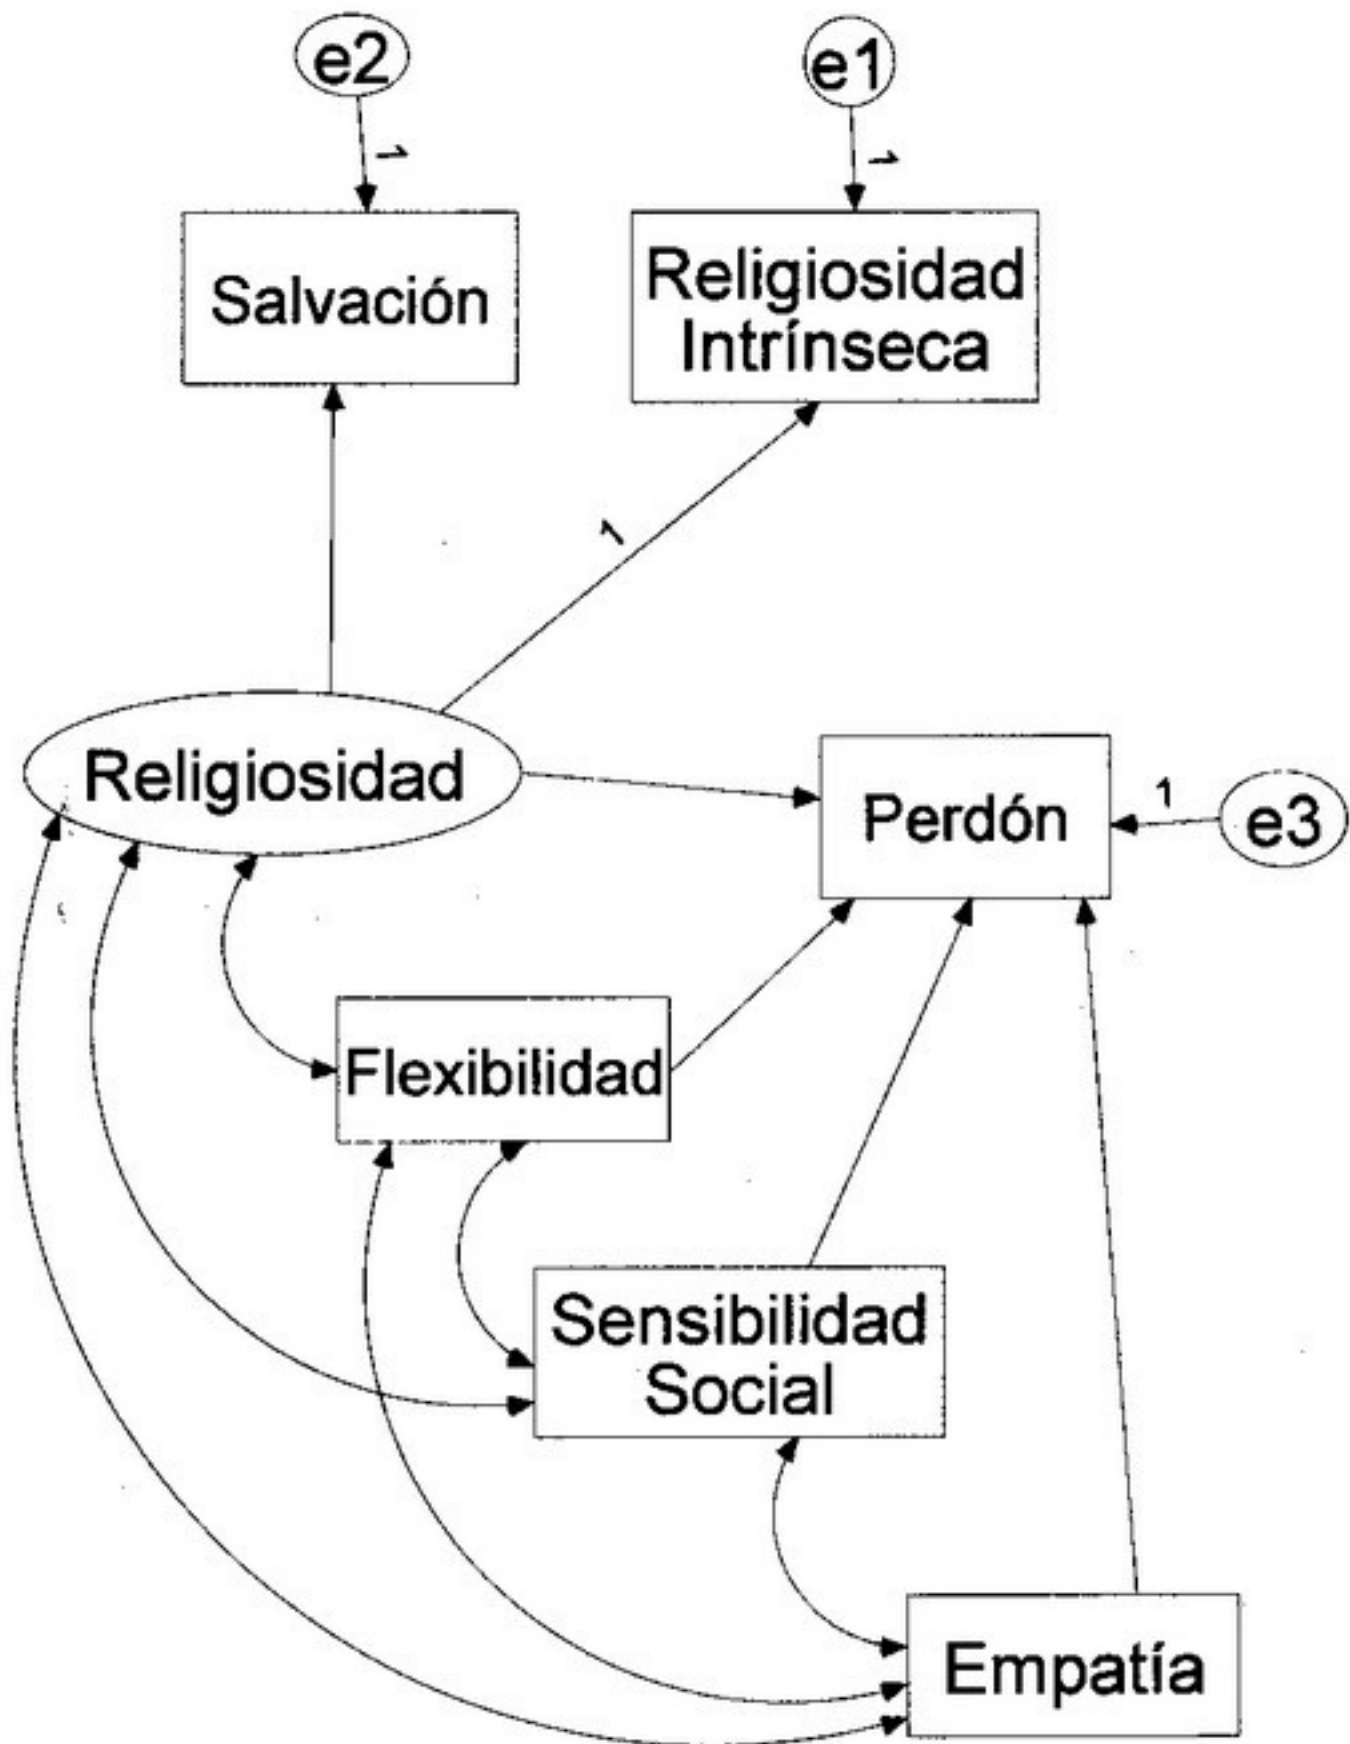 e2
e1
1
1
Salvación
Religiosidad
Intrínseca
1
Religiosidad
Perdón
1
e3
Flexibilidad
Sensibilidad
Social
Empatía